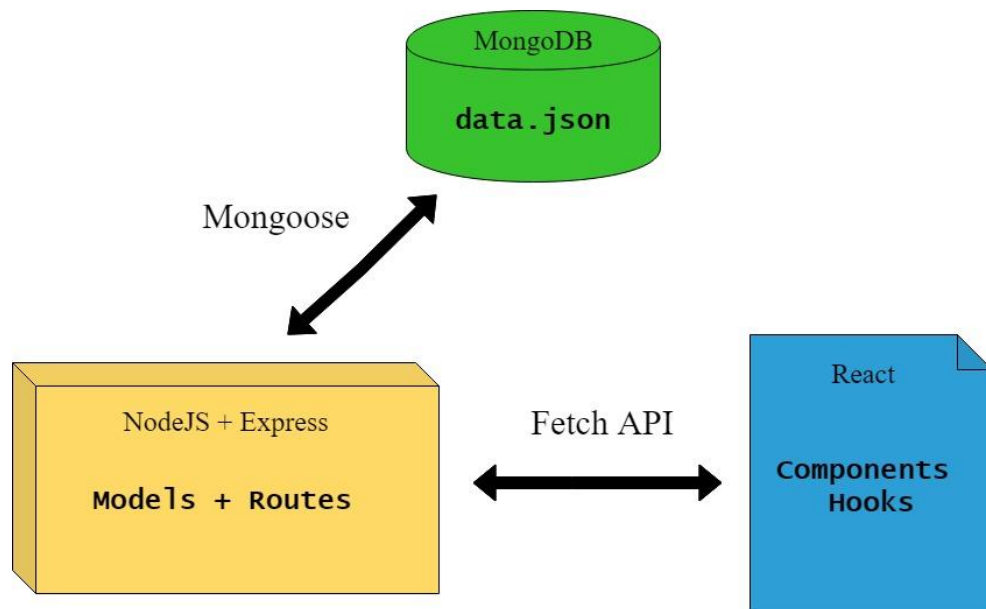 MongoDB
data.json
Mongoose
NodeJS + Express
Models + Routes
Fetch API
React
Components
Hooks